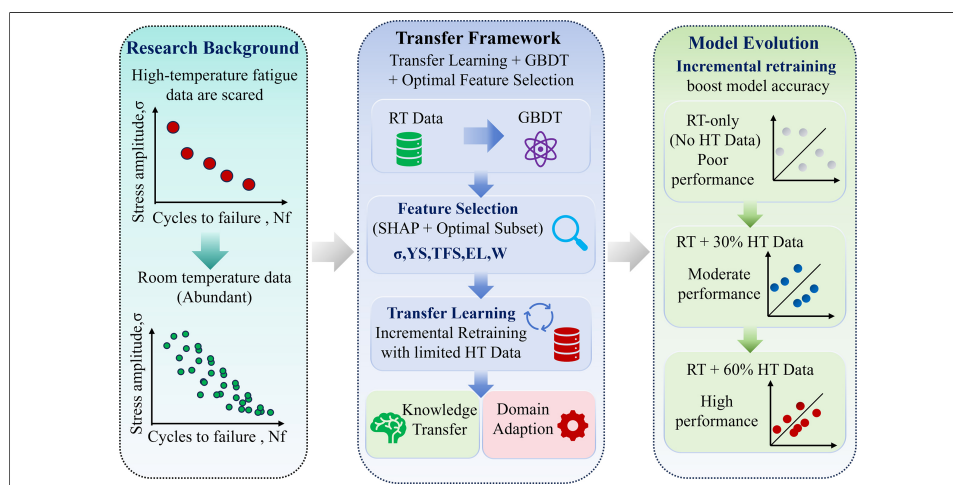 Research Background
High-temperature fatigue
data are scared
Stress amplitude,σ
Cycles to failure , Nf
Room temperature data
(Abundant)
Stress amplitude,σ
Cycles to failure , Nf
Transfer Framework
Transfer Learning + GBDT
+ Optimal Feature Selection
RT Data
GBDT
Feature Selection
(SHAP + Optimal Subset)
σ,YS,TFS,EL,W
Transfer Learning
Incremental Retraining
with limited HT Data
Knowledge
Transfer
Domain
Adaption
Model Evolution
Incremental retraining
boost model accuracy
RT-only
(No HT Data)
Poor
performance
RT + 30% HT Data
Moderate
performance
RT + 60% HT Data
High
performance